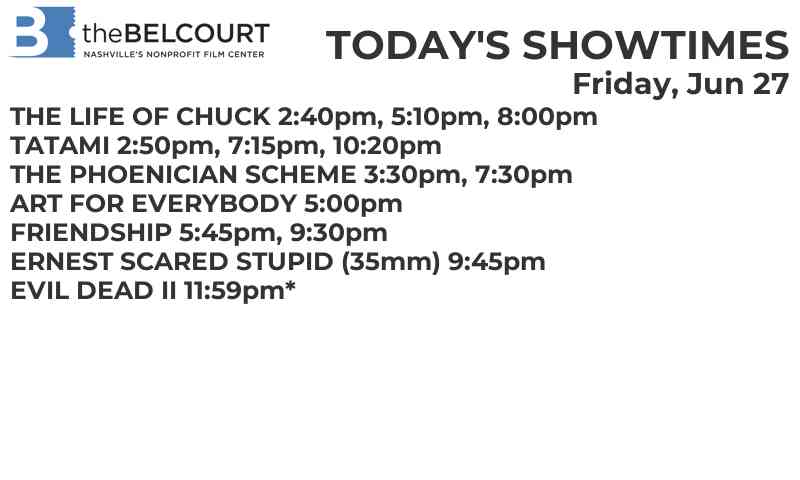 B theBELCOURT
NASHVILLE'S NONPROFIT FILM CENTER
TODAY'S SHOWTIMES
Friday, Jun 27
THE LIFE OF CHUCK 2:40pm, 5:10pm, 8:00pm
TATAMI 2:50pm, 7:15pm, 10:20pm
THE PHOENICIAN SCHEME 3:30pm, 7:30pm
ART FOR EVERYBODY 5:00pm
FRIENDSHIP 5:45pm, 9:30pm
ERNEST SCARED STUPID (35mm) 9:45pm
EVIL DEAD II 11:59pm*